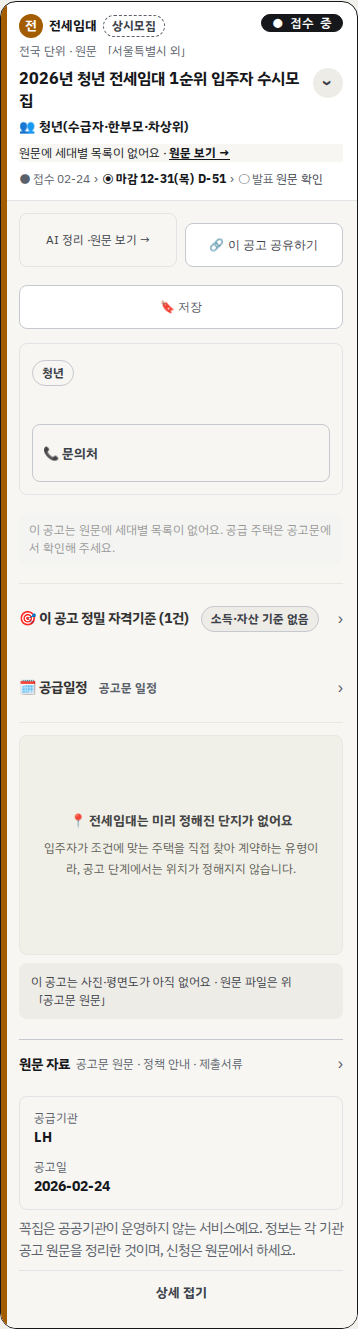 전 전세임대 상시모집 ● 접수 중
전국 단위 · 원문 「서울특별시 외」
2026년 청년 전세임대 1순위 입주자 수시모
집
👥 청년(수급자·한부모·차상위)
원문에 세대별 목록이 없어요 · 원문 보기 →
● 접수 02-24 › ◉ 마감 12-31(목) D-51 › ○ 발표 원문 확인
AI 정리 ·원문 보기 →
🔗 이 공고 공유하기
🔖 저장
청년
📞 문의처
이 공고는 원문에 세대별 목록이 없어요. 공급 주택은 공고문에
서 확인해 주세요.
🎯 이 공고 정밀 자격기준 (1건) 소득·자산 기준 없음 ›
🗓️ 공급일정 공고문 일정 ›
📍 전세임대는 미리 정해진 단지가 없어요
입주자가 조건에 맞는 주택을 직접 찾아 계약하는 유형이
라, 공고 단계에서는 위치가 정해지지 않습니다.
이 공고는 사진·평면도가 아직 없어요 · 원문 파일은 위
「공고문 원문」
원문 자료 공고문 원문 · 정책 안내 · 제출서류 ›
공급기관
LH
공고일
2026-02-24
꼭집은 공공기관이 운영하지 않는 서비스예요. 정보는 각 기관
공고 원문을 정리한 것이며, 신청은 원문에서 하세요.
상세 접기